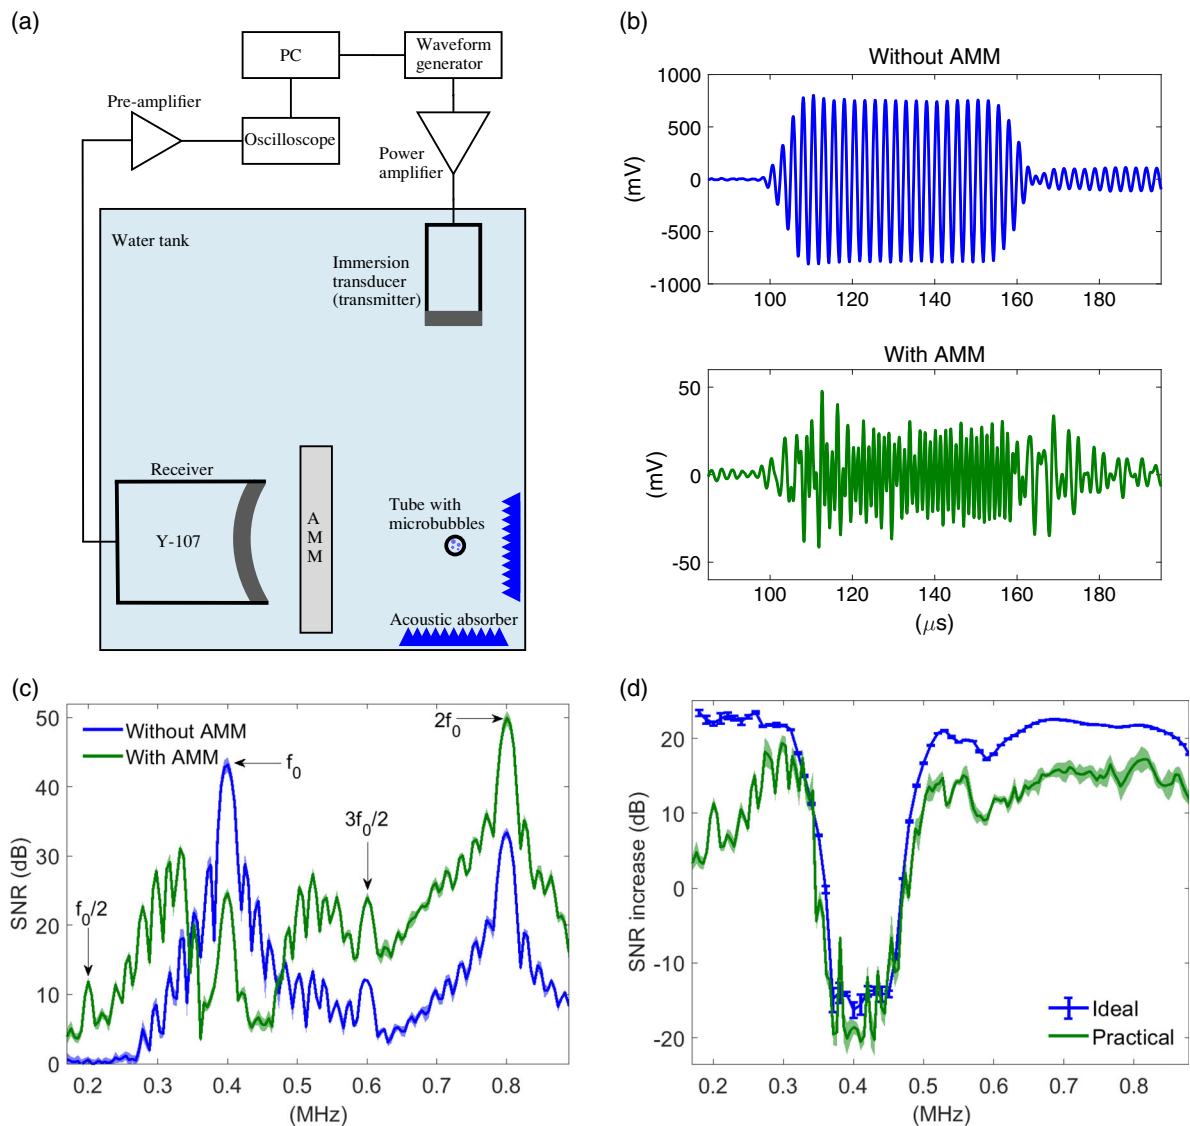 (a)
PC
Waveform
generator
Pre-amplifier
Oscilloscope
Power
amplifier
Water tank
Immersion
transducer
(transmitter)
Receiver
Y-107
A
M
M
Tube with
microbubbles
Acoustic absorber
(b)
Without AMM
1000
500
0
-500
-1000
(mV)
100
120
140
160
180
With AMM
50
0
-50
(mV)
100
120
140
160
180
(μs)
(c)
50
40
30
20
10
0
SNR (dB)
Without AMM
With AMM
f₀/2
f₀
3f₀/2
2f₀
0.2
0.3
0.4
0.5
0.6
0.7
0.8
(MHz)
(d)
20
10
0
-10
-20
SNR increase (dB)
Ideal
Practical
0.2
0.3
0.4
0.5
0.6
0.7
0.8
(MHz)